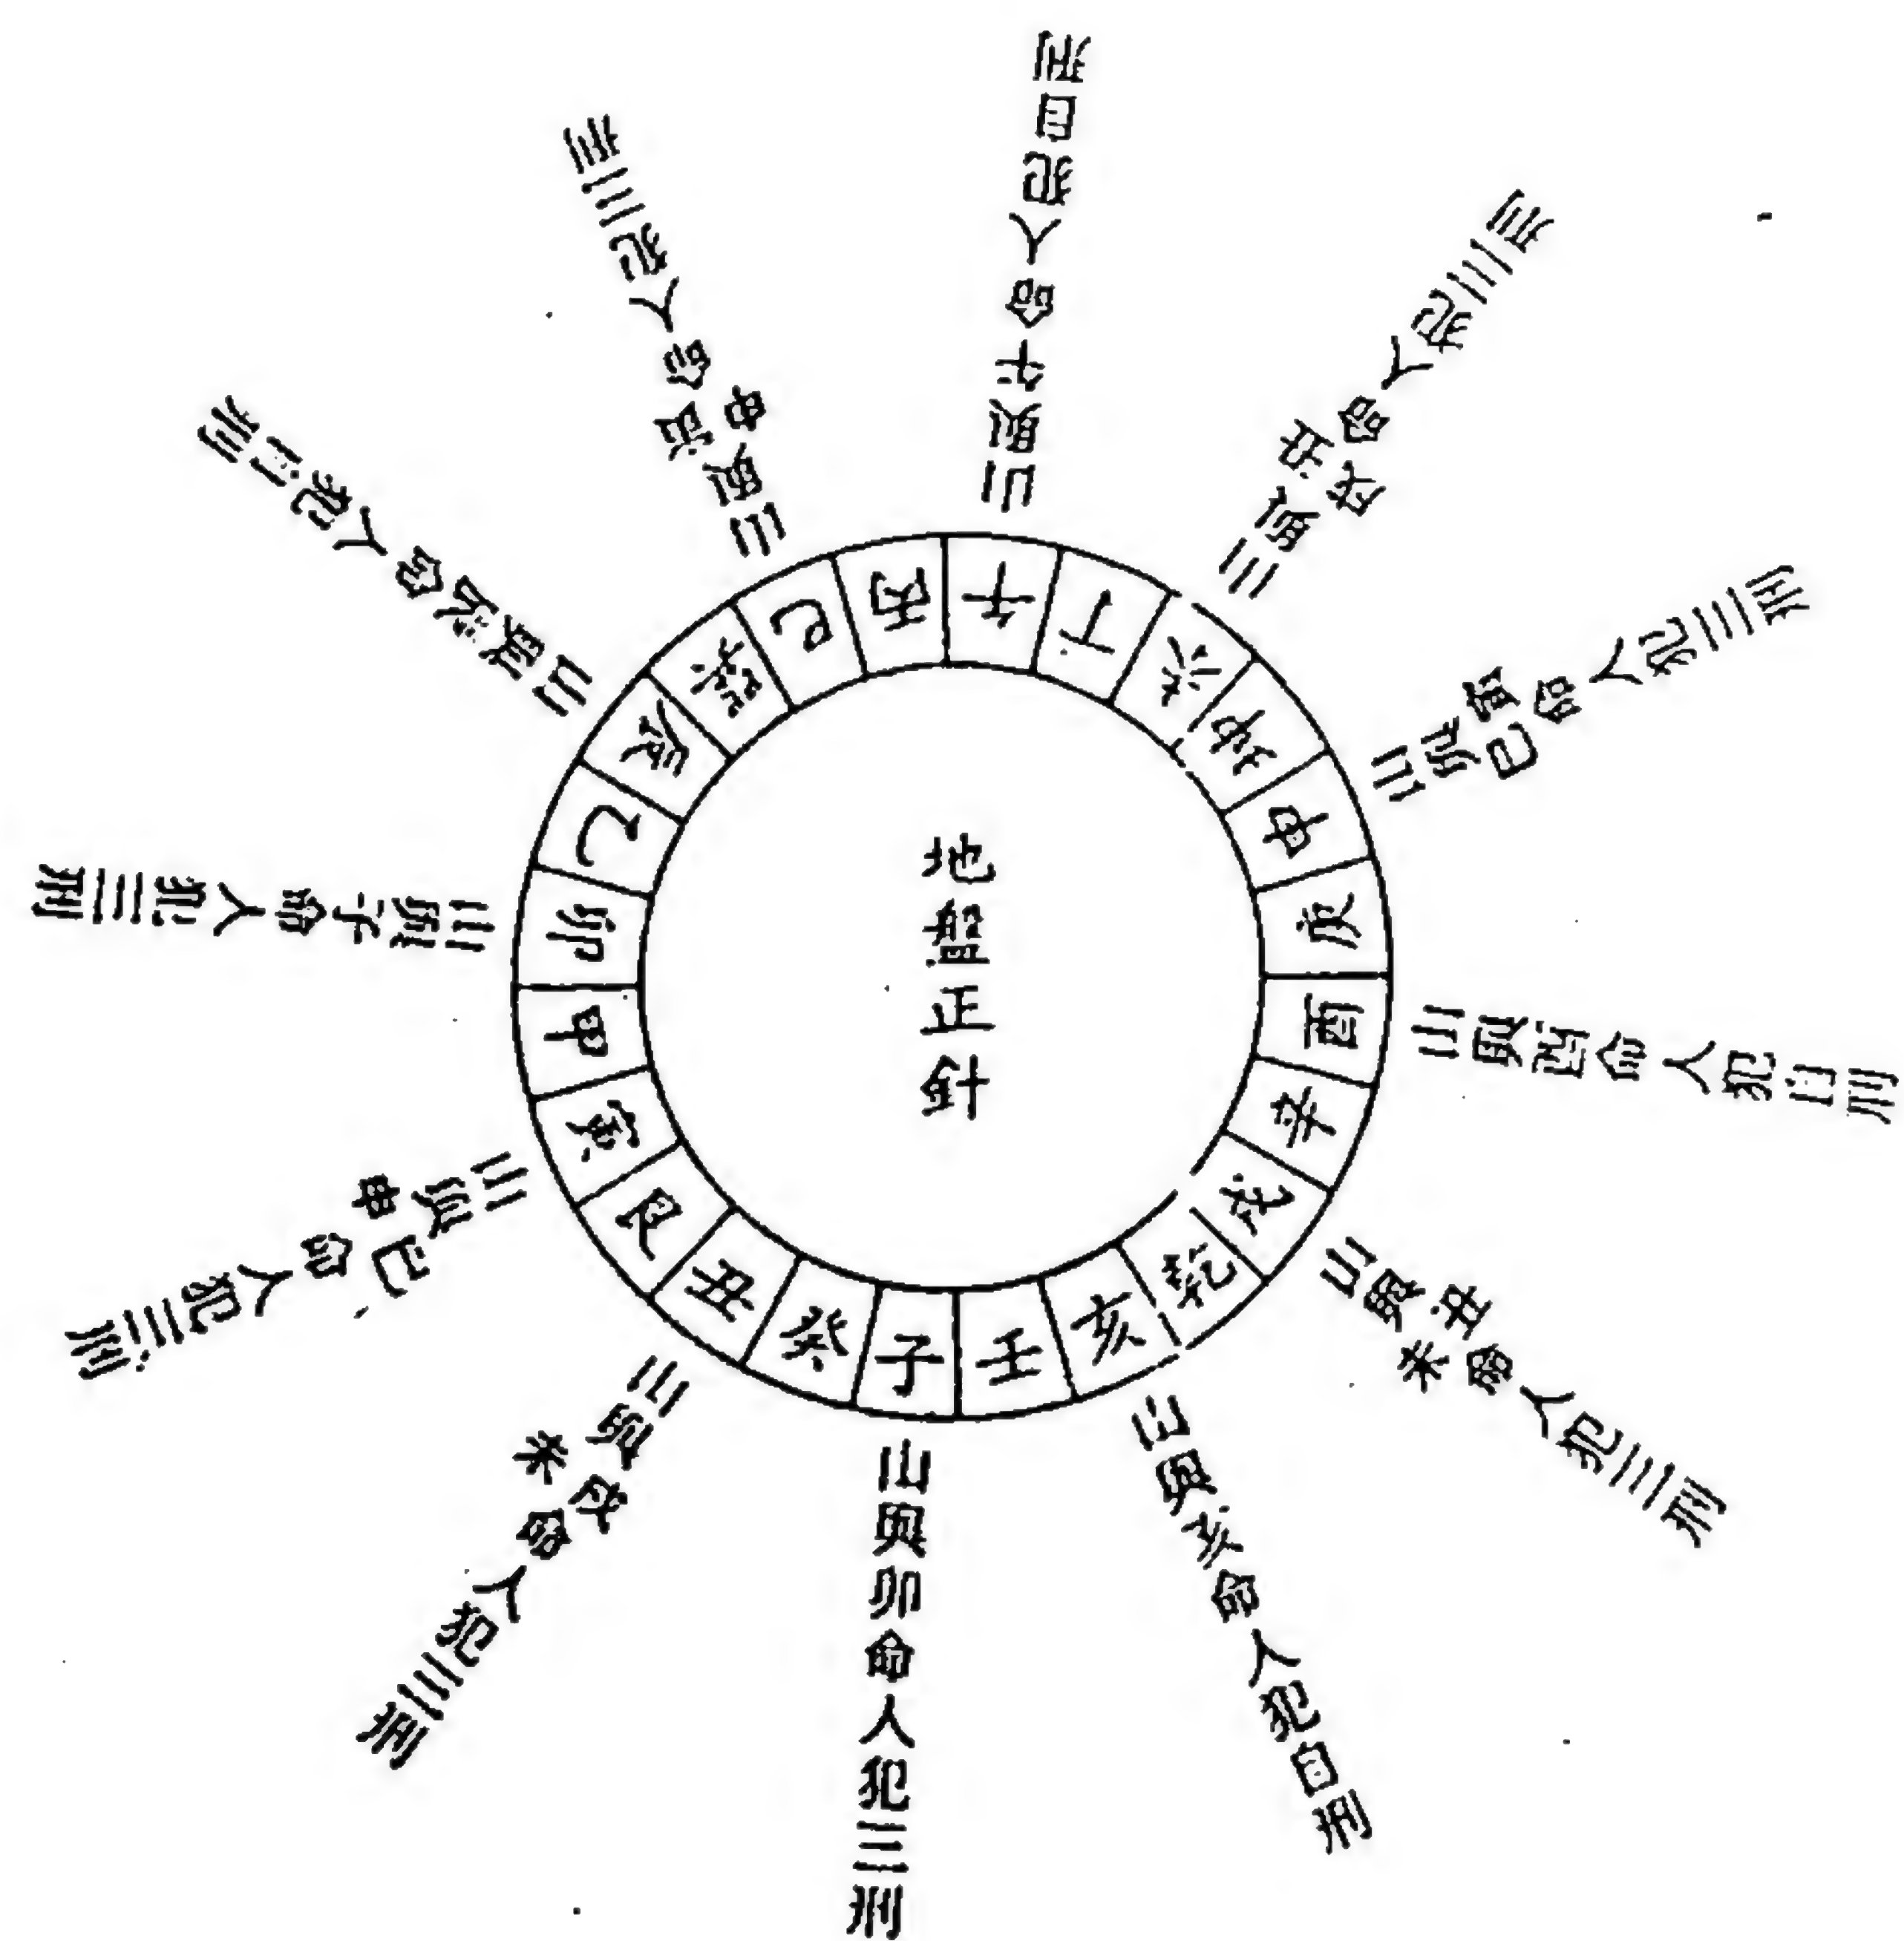 地盤正針
子
癸
丑
艮
寅
甲
卯
乙
辰
巽
巳
丙
午
丁
未
坤
申
庚
酉
辛
戌
乾
亥
壬
山與卯命人犯三刑
山與未戌命人犯三刑
山與申巳命人犯三刑
山與子命人犯三刑
山與辰命人犯自刑
山與寅申命人犯三刑
山與午命人犯自刑
山與丑戌命人犯三刑
山與寅巳命人犯三刑
山與酉命人犯自刑
山與丑未命人犯三刑
山與亥命人犯自刑